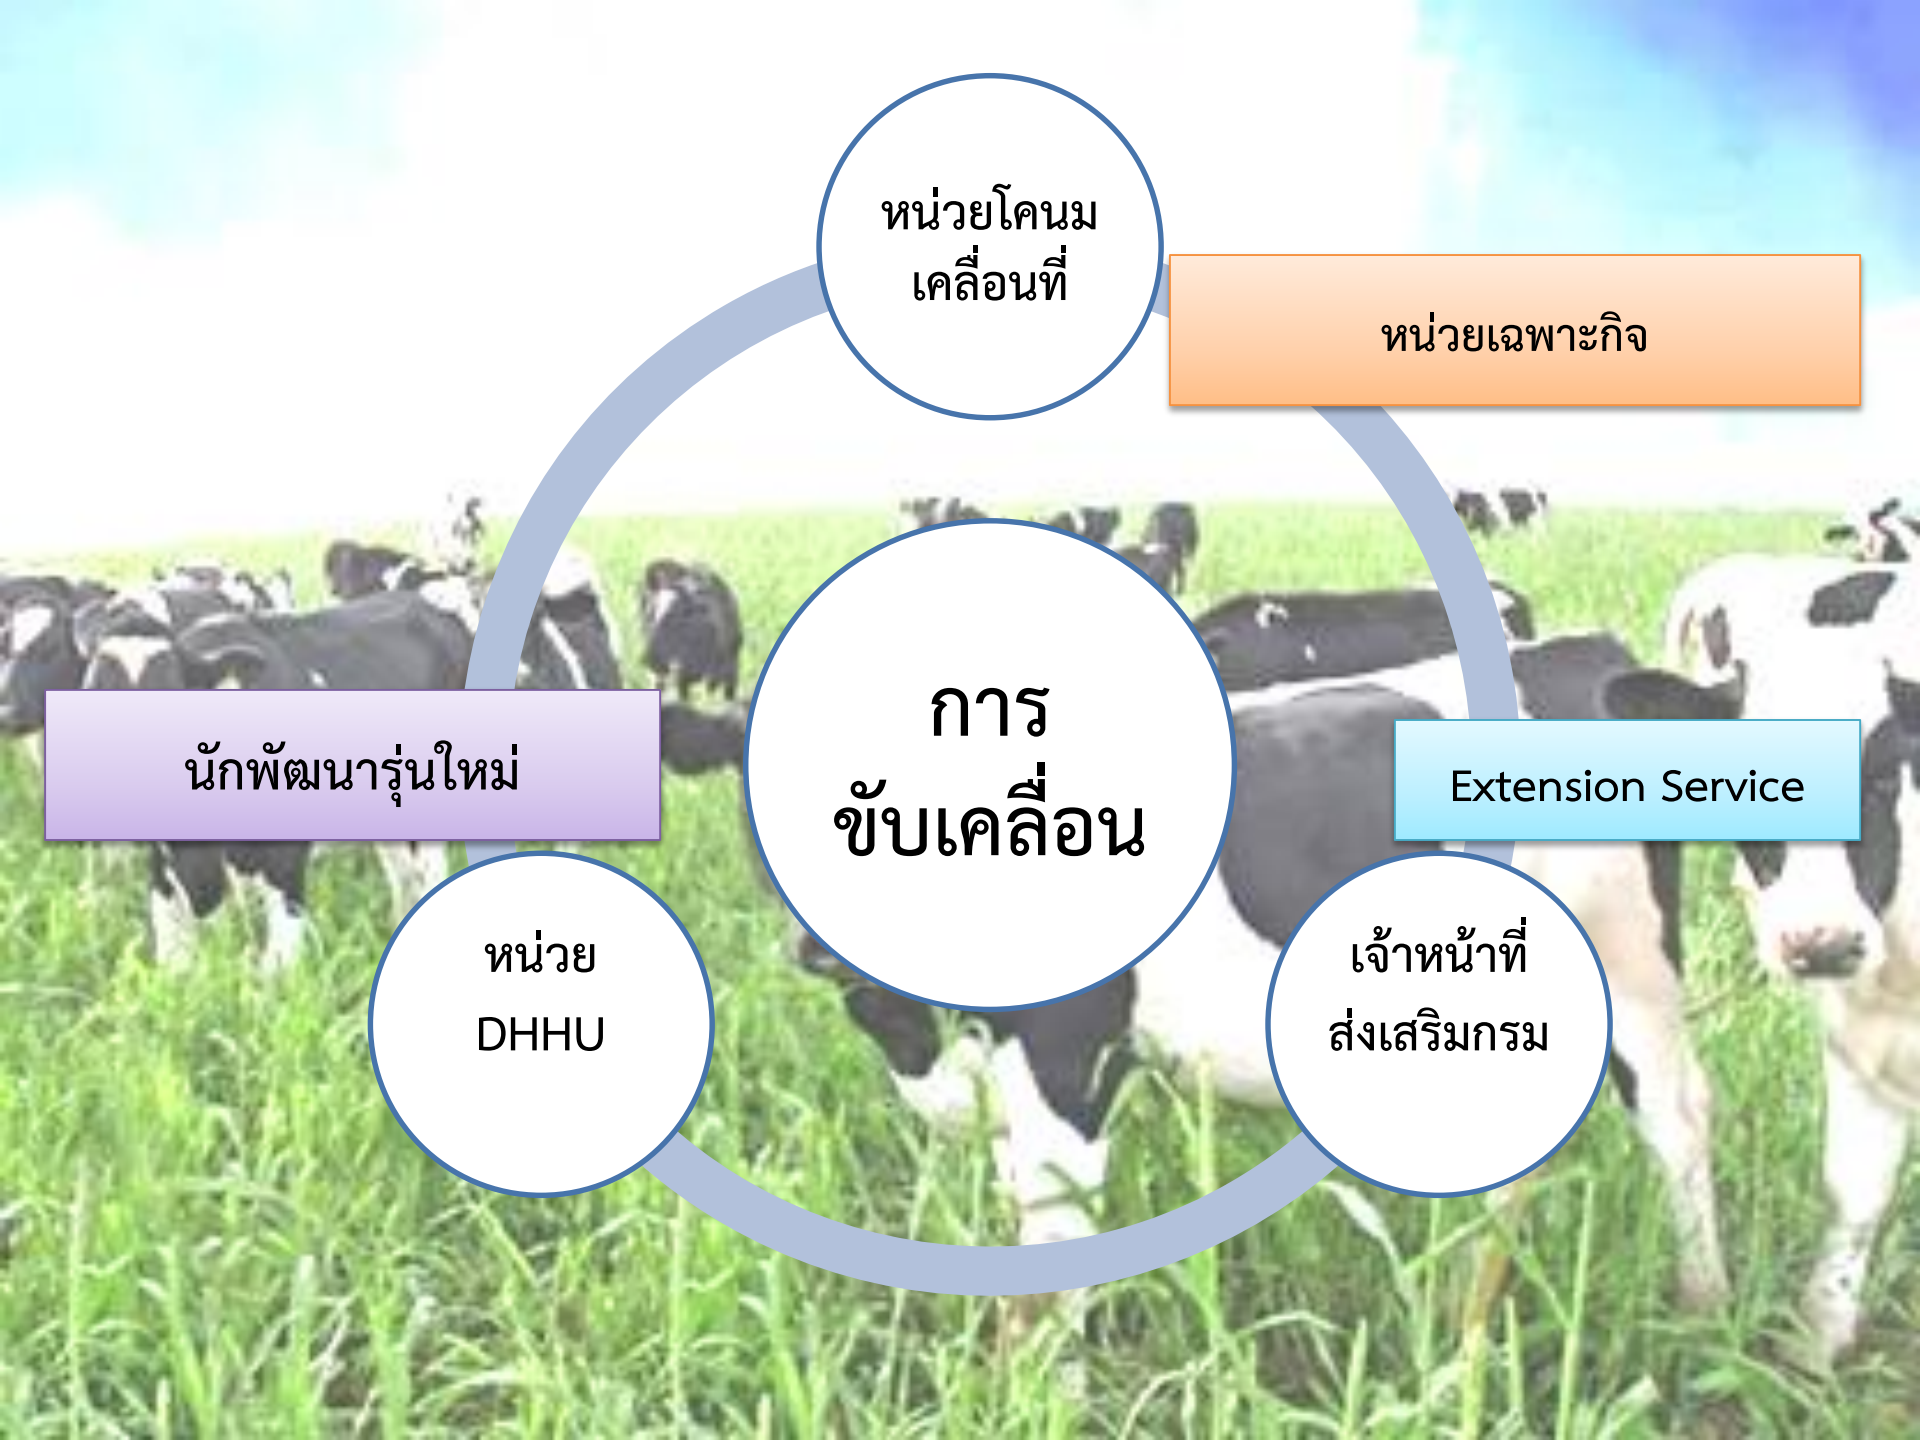 หน่วยโคนม
เคลื่อนที่
หน่วยเฉพาะกิจ
การ
ขับเคลื่อน
นักพัฒนารุ่นใหม่
Extension Service
หน่วย
DHHU
เจ้าหน้าที่
ส่งเสริมกรม